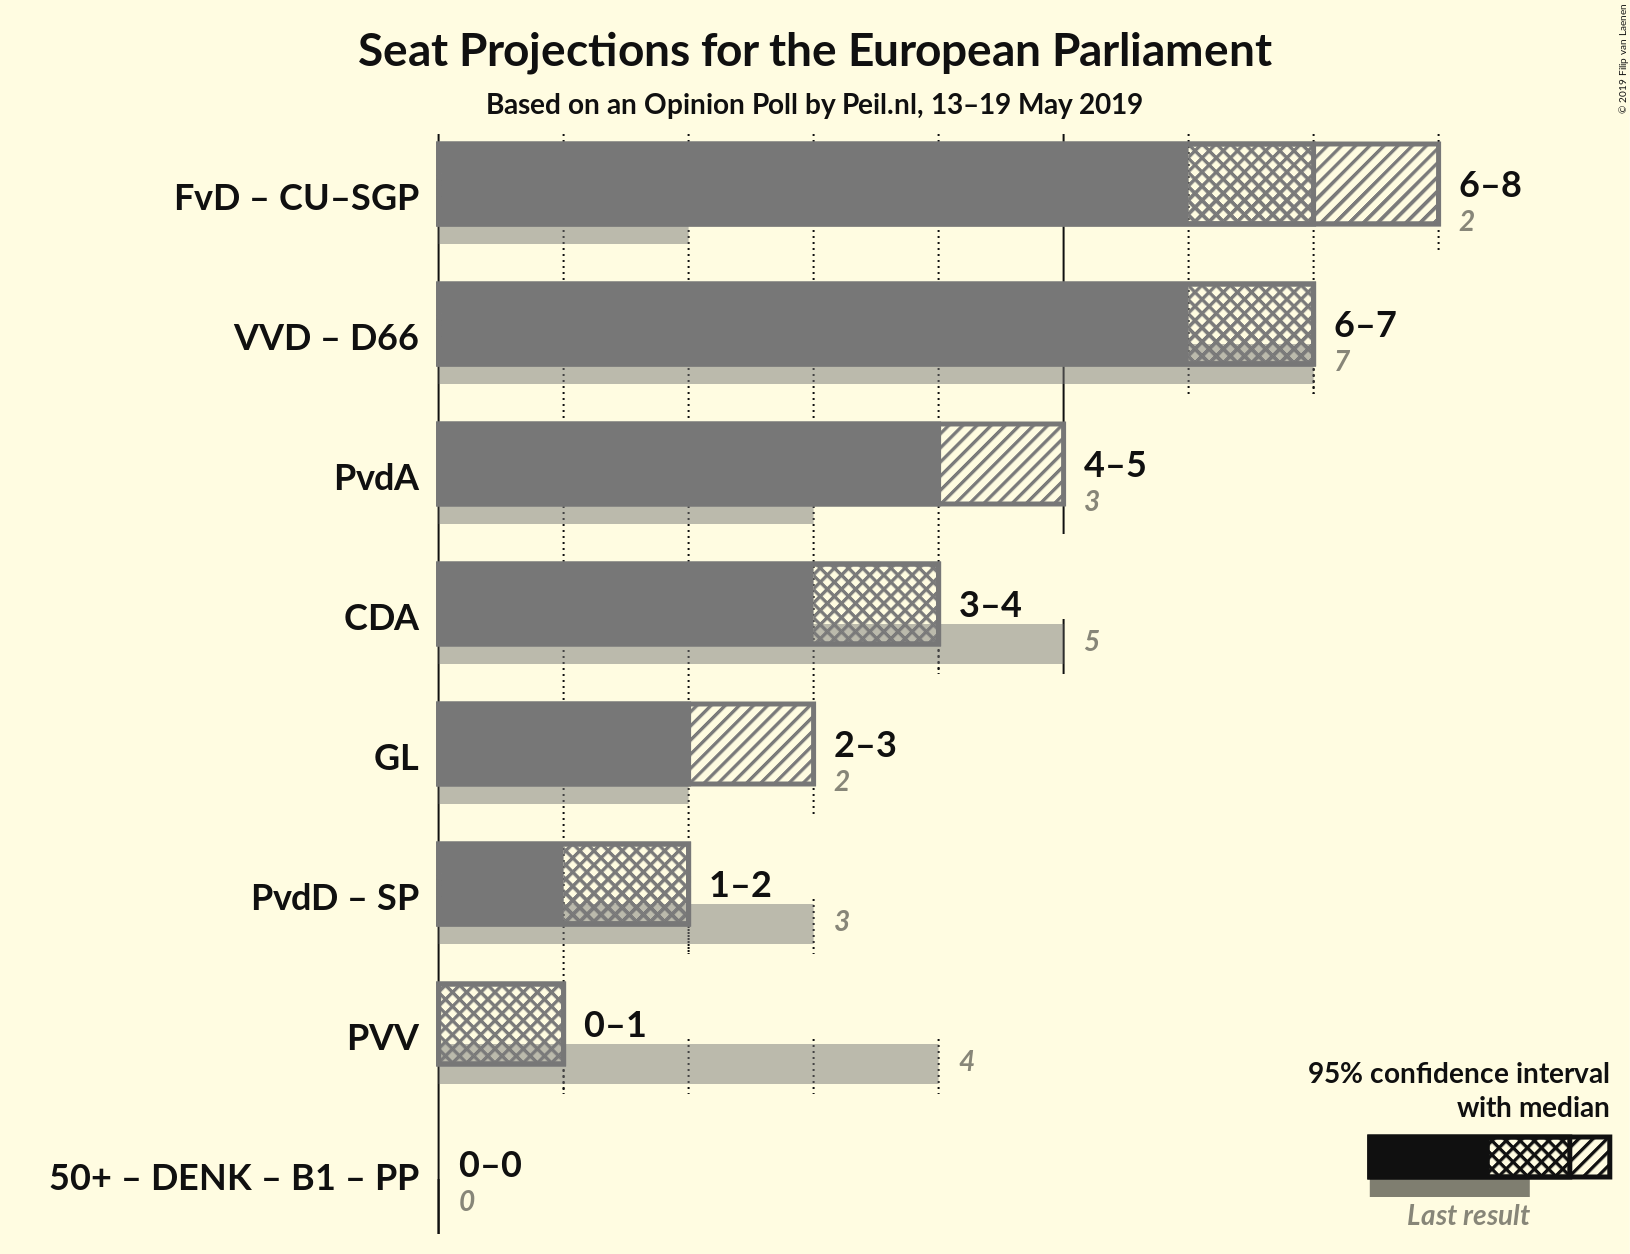 Seat Projections for the European Parliament
Based on an Opinion Poll by Peil.nl, 13–19 May 2019
© 2019 Filip van Laenen
FvD – CU–SGP
6–8
2
VVD – D66
6–7
7
PvdA
4–5
3
CDA
3–4
5
GL
2–3
2
PvdD – SP
1–2
3
PVV
0–1
4
50+ – DENK – B1 – PP
0–0
0
95% confidence interval
with median
Last result